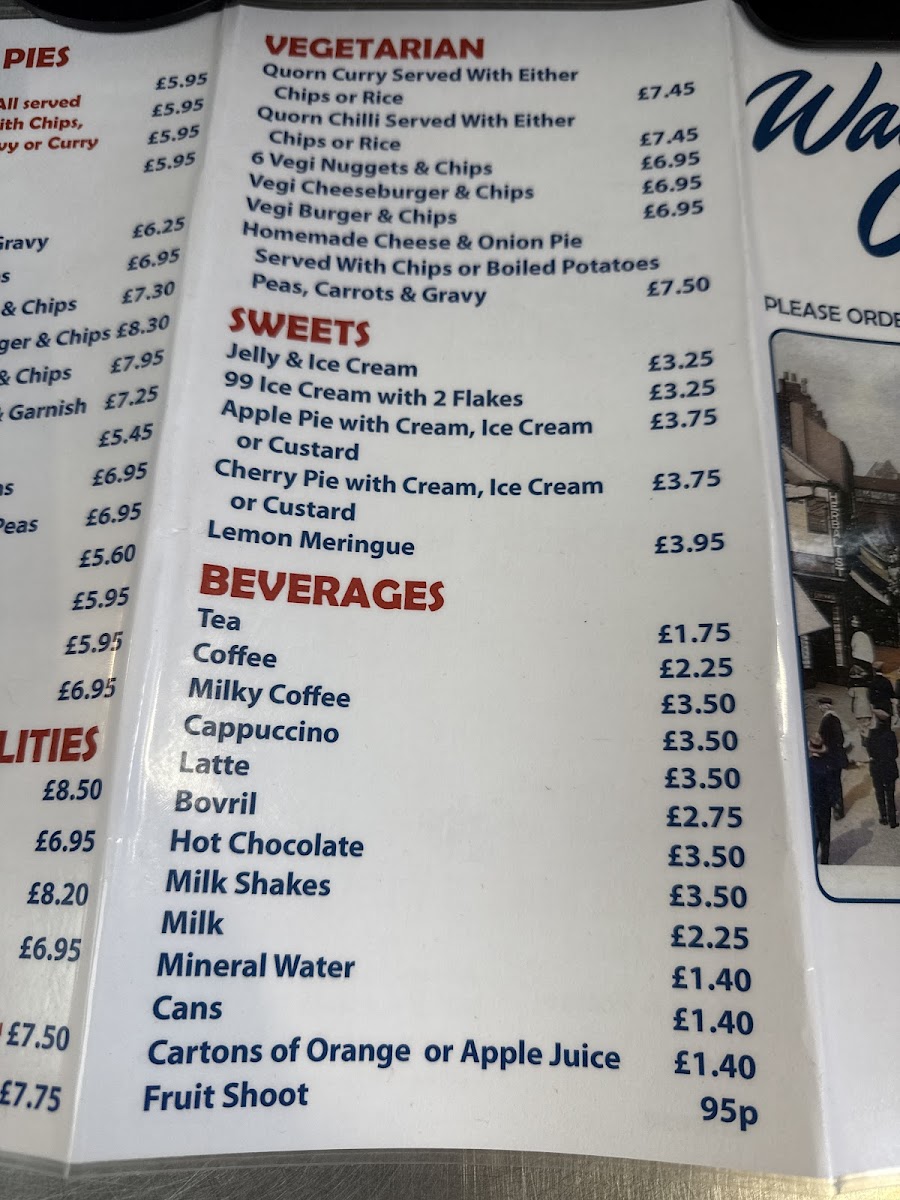 PIES
All served
ith Chips,
vy or Curry
£5.95
£5.95
£5.95
£5.95
Gravy £6.25
s £6.95
& Chips £7.30
ger & Chips £8.30
& Chips £7.95
& Garnish £7.25
£5.45
ns £6.95
Peas £6.95
£5.60
£5.95
£5.95
£6.95
LITIES
£8.50
£6.95
£8.20
£6.95
£7.50
£7.75
VEGETARIAN
Quorn Curry Served With Either
Chips or Rice £7.45
Quorn Chilli Served With Either
Chips or Rice £7.45
6 Vegi Nuggets & Chips £6.95
Vegi Cheeseburger & Chips £6.95
Vegi Burger & Chips £6.95
Homemade Cheese & Onion Pie
Served With Chips or Boiled Potatoes
Peas, Carrots & Gravy £7.50
SWEETS
Jelly & Ice Cream £3.25
99 Ice Cream with 2 Flakes £3.25
Apple Pie with Cream, Ice Cream £3.75
or Custard
Cherry Pie with Cream, Ice Cream £3.75
or Custard
Lemon Meringue £3.95
BEVERAGES
Tea £1.75
Coffee £2.25
Milky Coffee £3.50
Cappuccino £3.50
Latte £3.50
Bovril £2.75
Hot Chocolate £3.50
Milk Shakes £3.50
Milk £2.25
Mineral Water £1.40
Cans £1.40
Cartons of Orange or Apple Juice £1.40
Fruit Shoot 95p
Wa
PLEASE ORDE